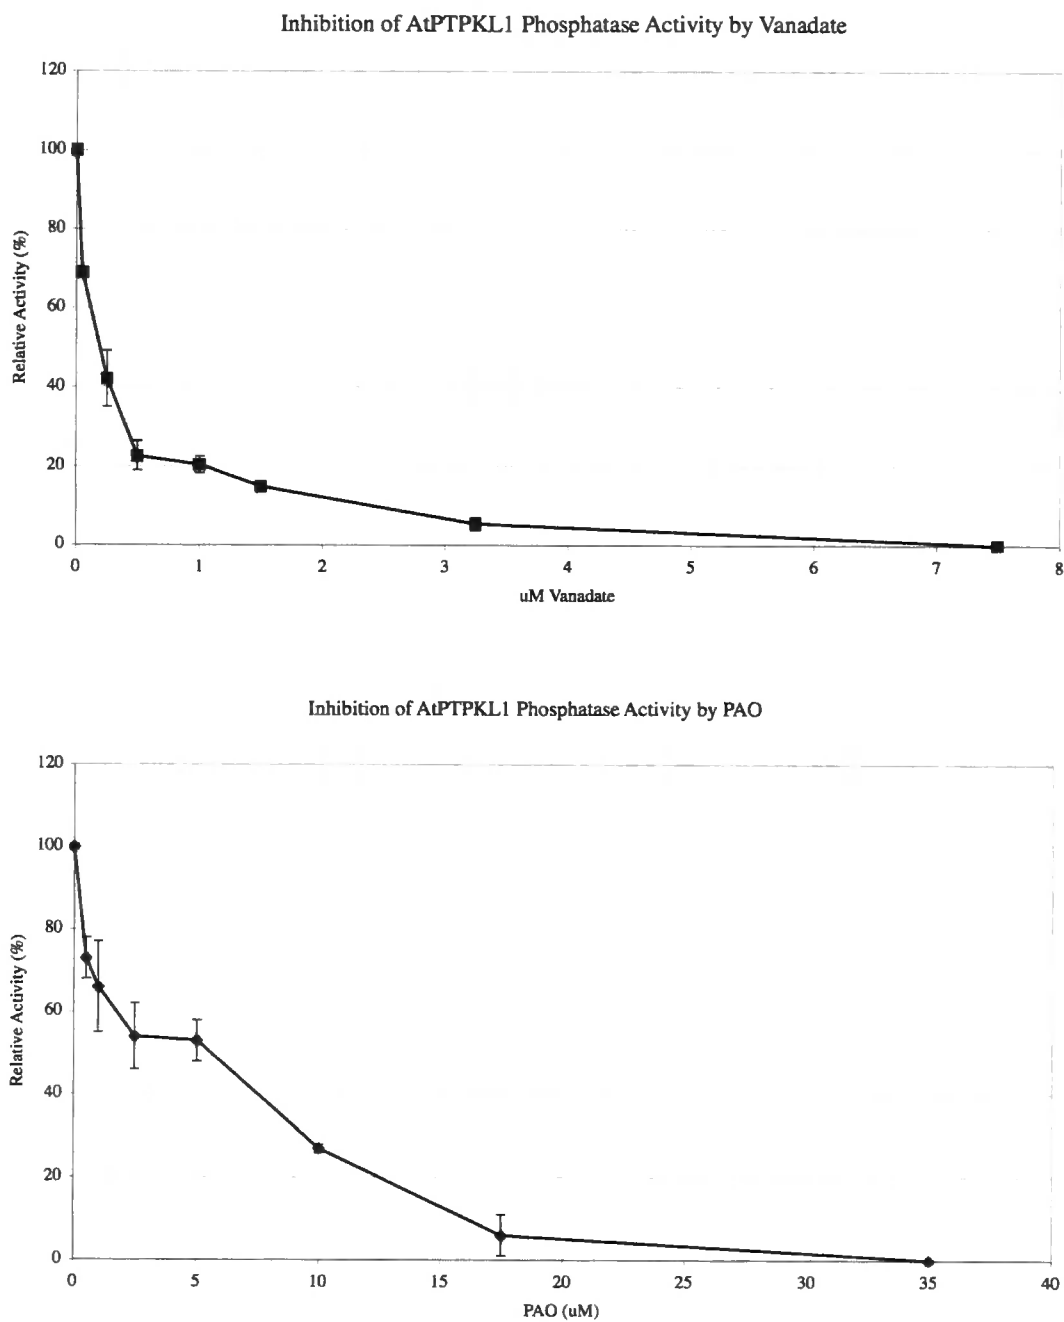 Inhibition of AtPTPKL1 Phosphatase Activity by Vanadate
120
100
80
60
40
20
0
Relative Activity (%)
0 1 2 3 4 5 6 7 8
uM Vanadate
Inhibition of AtPTPKL1 Phosphatase Activity by PAO
120
100
80
60
40
20
0
Relative Activity (%)
0 5 10 15 20 25 30 35 40
PAO (uM)